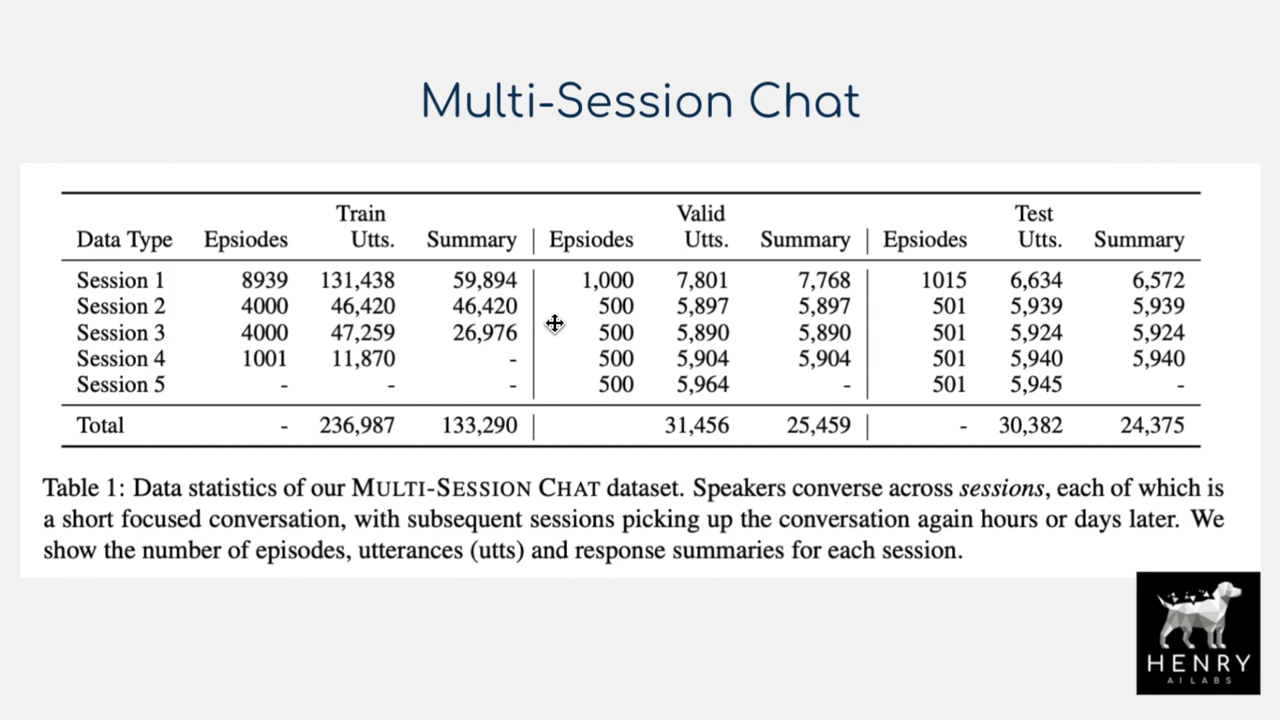 Multi-Session Chat
Train Valid Test
Data Type Epsiodes Utts. Summary | Epsiodes Utts. Summary | Epsiodes Utts. Summary
Session 1 8939 131,438 59,894 1,000 7,801 7,768 1015 6,634 6,572
Session 2 4000 46,420 46,420 500 5,897 5,897 501 5,939 5,939
Session 3 4000 47,259 26,976 500 5,890 5,890 501 5,924 5,924
Session 4 1001 11,870 - 500 5,904 5,904 501 5,940 5,940
Session 5 - - - 500 5,964 - 501 5,945 -
Total - 236,987 133,290 | 31,456 25,459 | - 30,382 24,375
Table 1: Data statistics of our MULTI-SESSION CHAT dataset. Speakers converse across sessions, each of which is
a short focused conversation, with subsequent sessions picking up the conversation again hours or days later. We
show the number of episodes, utterances (utts) and response summaries for each session.
HENRY
AI LABS